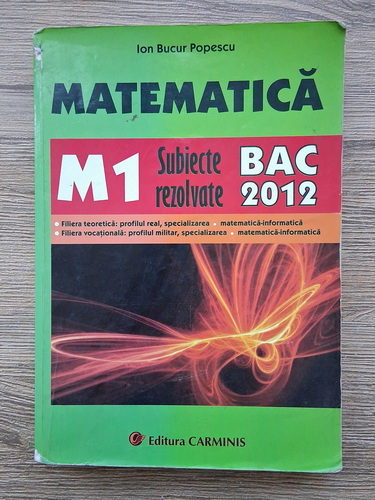 Ion Bucur Popescu
MATEMATICĂ
M1 Subiecte rezolvate BAC 2012
• Filiera teoretică: profilul real, specializarea • matematică-informatică
• Filiera vocațională: profilul militar, specializarea • matematică-informatică
Editura CARMINIS